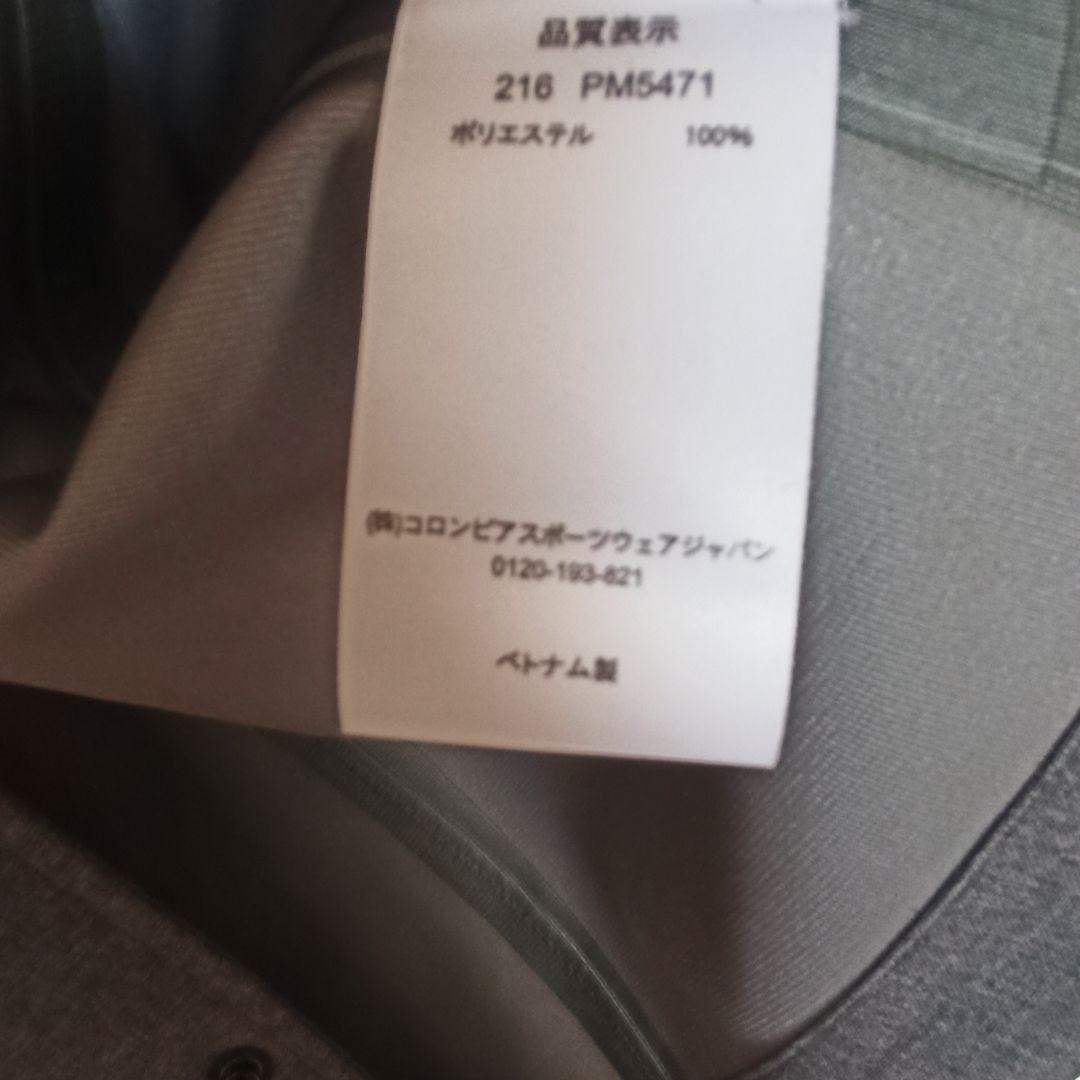 品質表示
216 PM5471
ポリエステル 100%
(株)コロンビアスポーツウェアジャパン
0120-193-821
ベトナム製